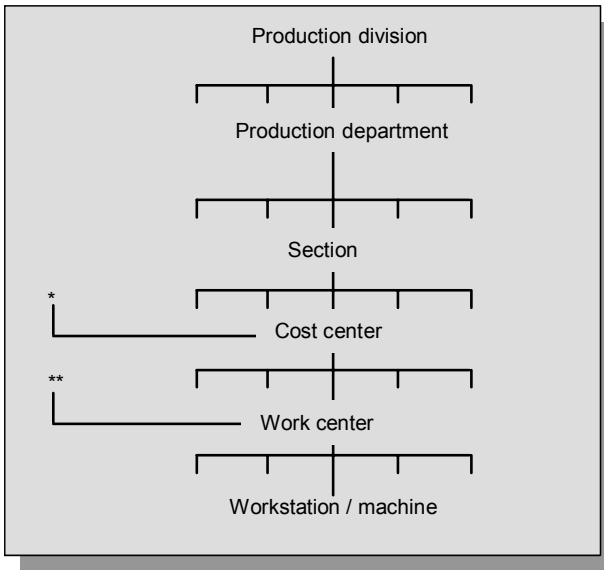 Production division
Production department
Section
*
Cost center
**
Work center
Workstation / machine